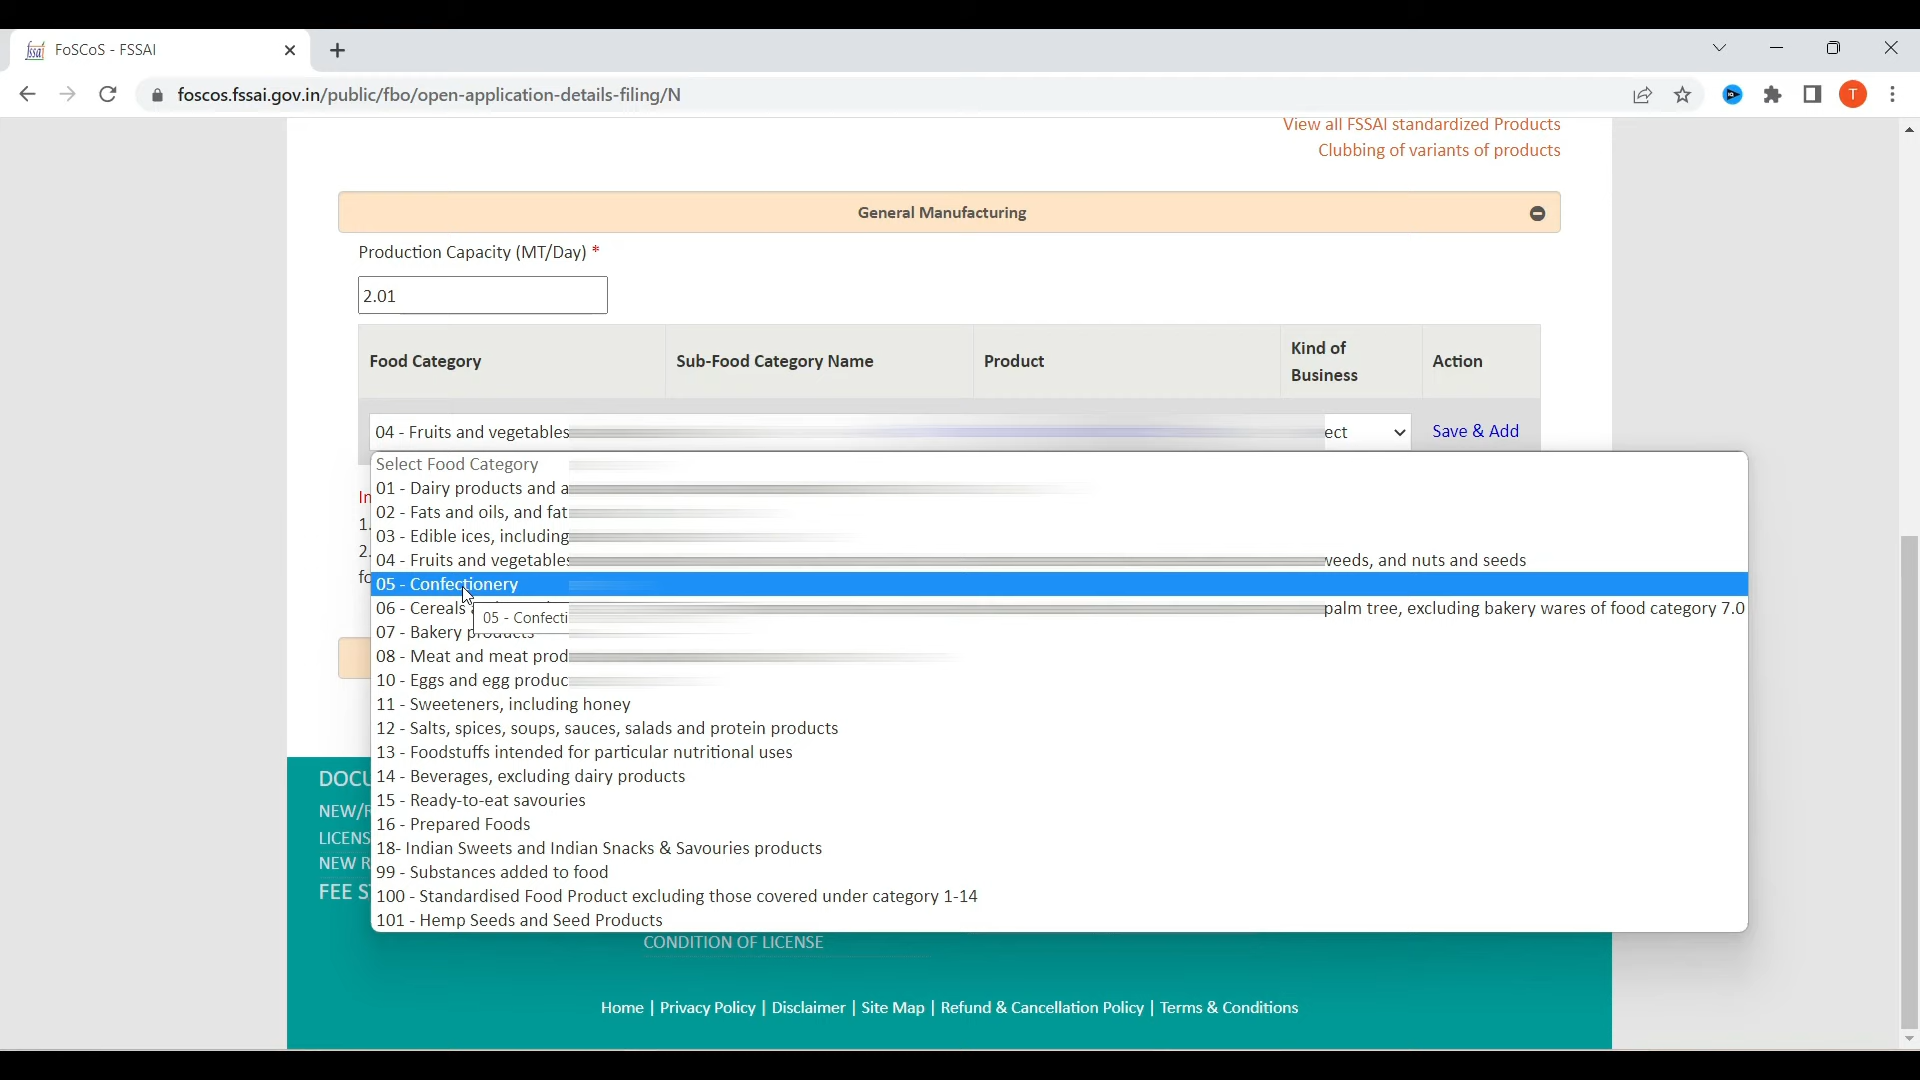 FoSCoS - FSSAI
foscos.fssai.gov.in/public/fbo/open-application-details-filing/N
T
View all FSSAI standardized Products
Clubbing of variants of products
General Manufacturing
Production Capacity (MT/Day) *
2.01
Food Category
Sub-Food Category Name
Product
Kind of
Business
Action
04 - Fruits and vegetables
ect
Save & Add
Select Food Category
01 - Dairy products and a
02 - Fats and oils, and fat
03 - Edible ices, including
04 - Fruits and vegetables weeds, and nuts and seeds
05 - Confectionery
06 - Cereals palm tree, excluding bakery wares of food category 7.0
05 - Confecti
07 - Bakery products
08 - Meat and meat prod
10 - Eggs and egg produc
11 - Sweeteners, including honey
12 - Salts, spices, soups, sauces, salads and protein products
13 - Foodstuffs intended for particular nutritional uses
14 - Beverages, excluding dairy products
15 - Ready-to-eat savouries
16 - Prepared Foods
18- Indian Sweets and Indian Snacks & Savouries products
99 - Substances added to food
100 - Standardised Food Product excluding those covered under category 1-14
101 - Hemp Seeds and Seed Products
In
1.
2.
fo
DOCU
NEW/R
LICENS
NEW R
FEE S
CONDITION OF LICENSE
Home | Privacy Policy | Disclaimer | Site Map | Refund & Cancellation Policy | Terms & Conditions